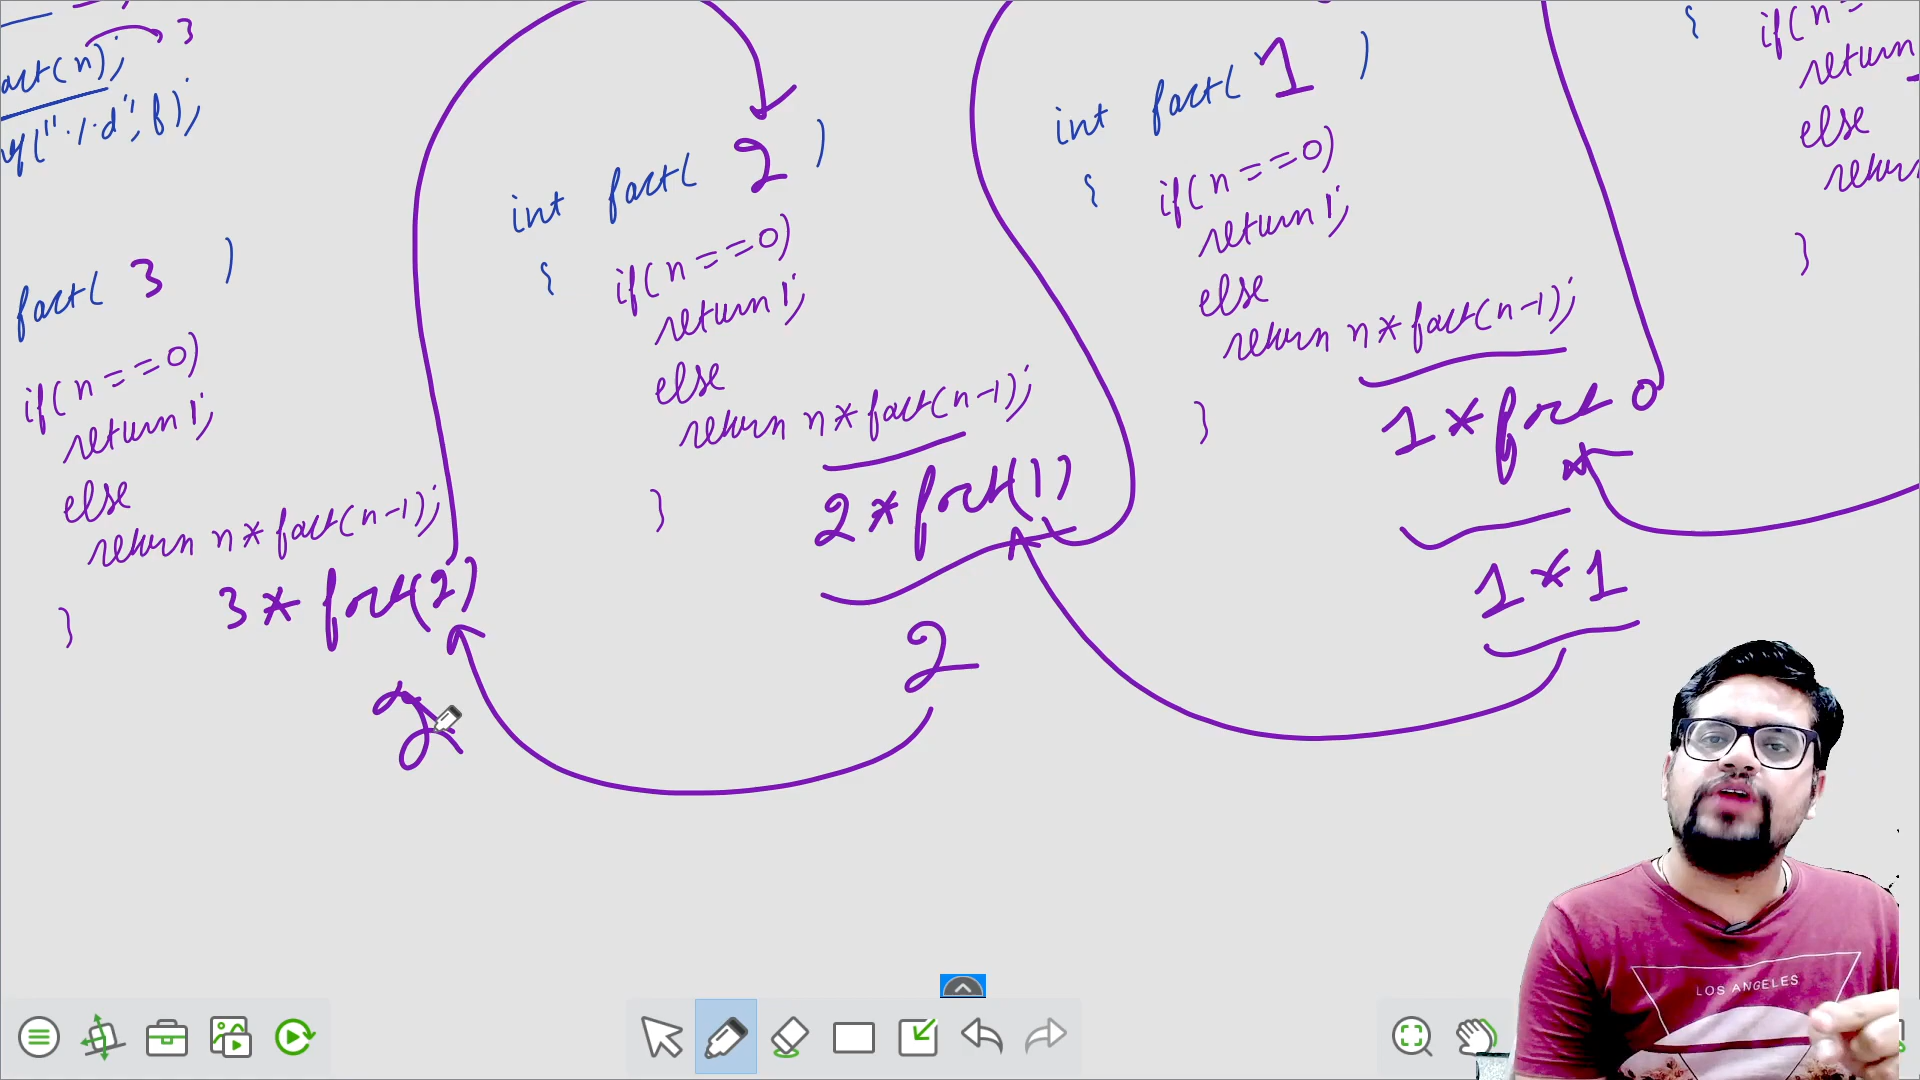 3
act(n);
("%d", f);
fact( 3 )
if(n==0)
return 1;
else
return n*fact(n-1);
}
3*fact(2)
2
int fact( 2 )
{
if(n==0)
return 1;
else
return n*fact(n-1);
}
2*fact(1)
2
int fact( 1 )
{
if(n==0)
return 1;
else
return n*fact(n-1);
}
1*fact 0
1*1
{
if(n=
return
else
return
}
LOS ANGELES